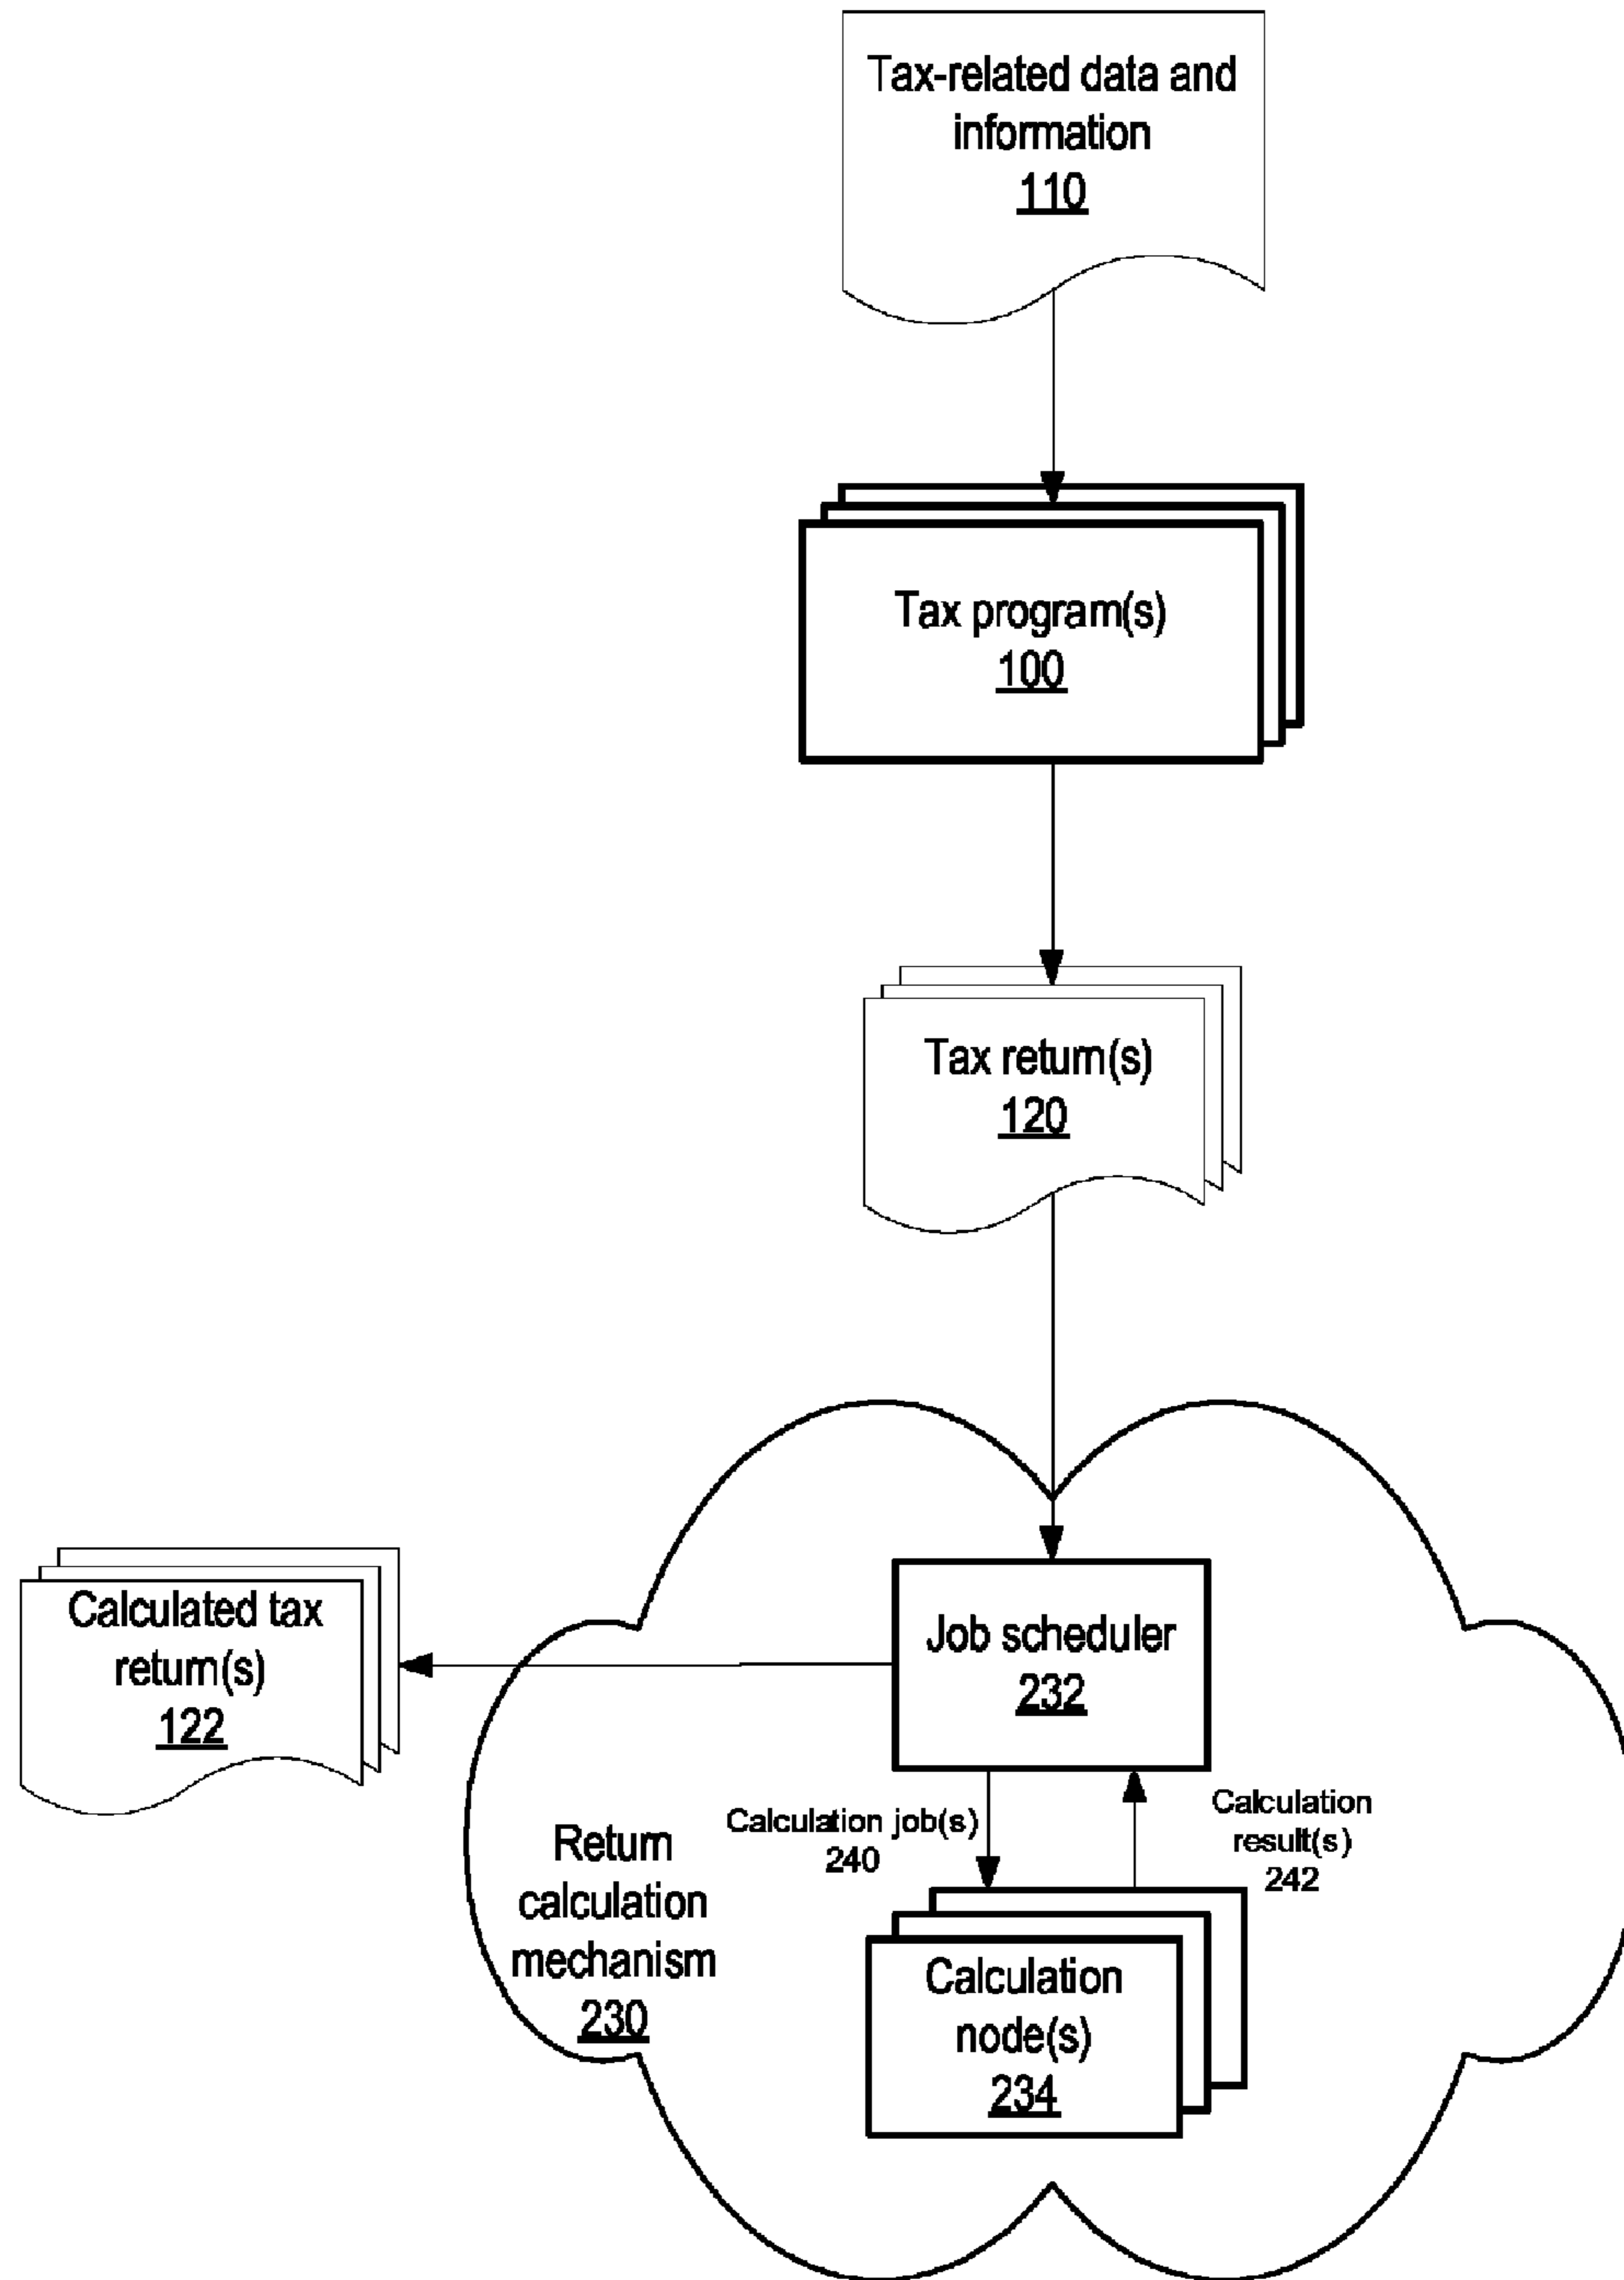 Tax-related data and
information
110
Tax program(s)
100
Tax return(s)
120
Calculated tax
return(s)
122
Job scheduler
232
Calculation job(s)
240
Calculation
result(s)
242
Return
calculation
mechanism
230
Calculation
node(s)
234